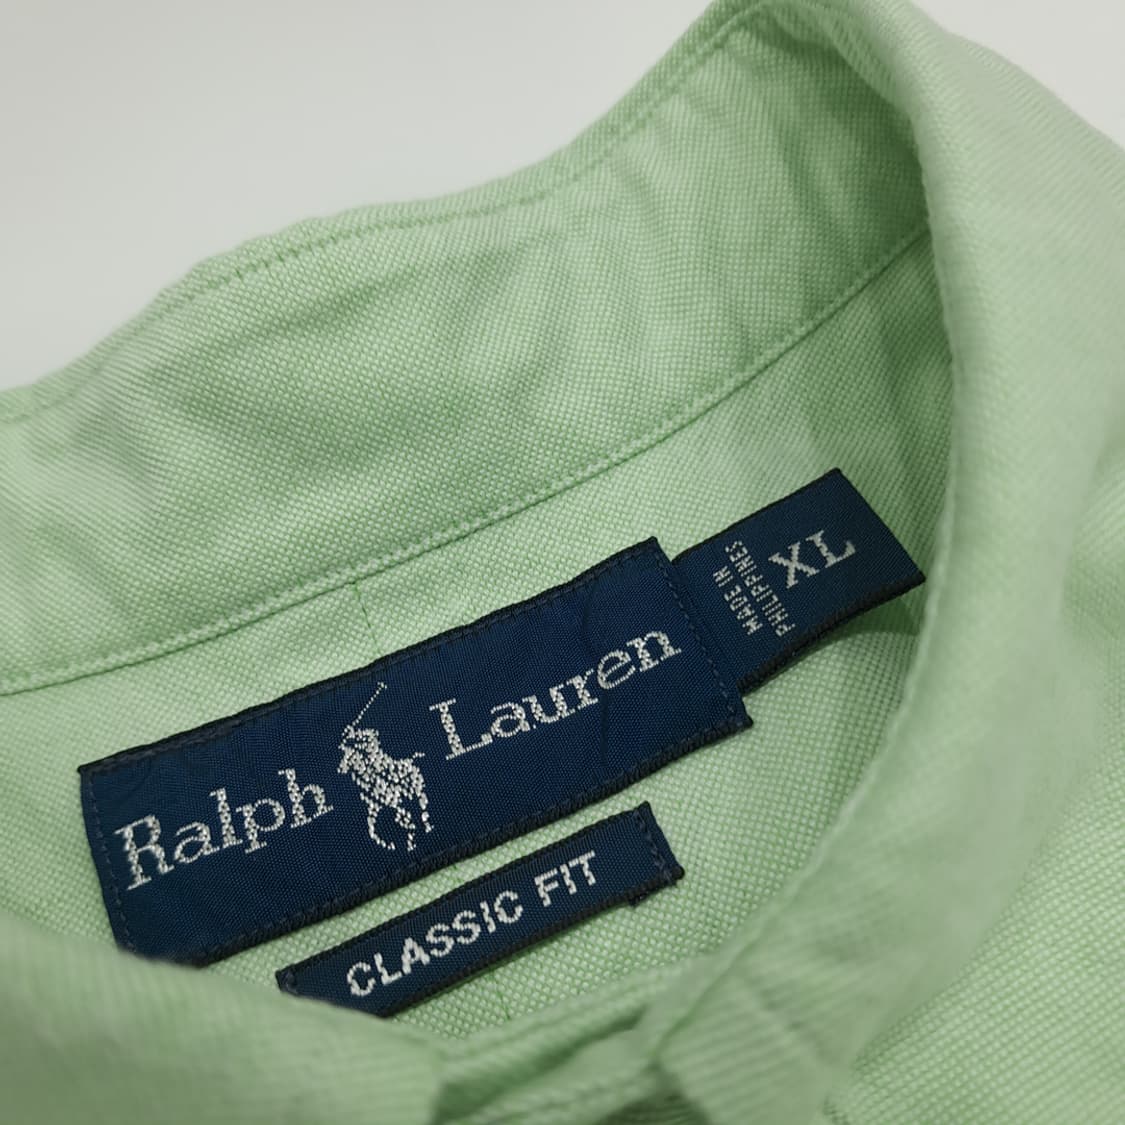 Ralph Lauren
MADE IN
PHILIPPINES
XL
CLASSIC FIT